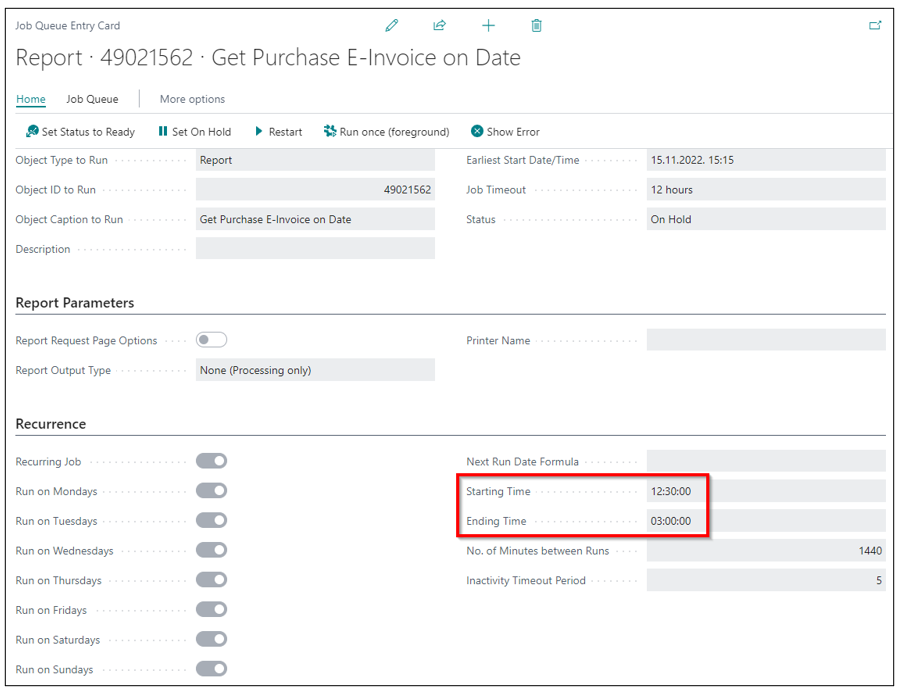 Job Queue Entry Card
Report · 49021562 · Get Purchase E-Invoice on Date
Home Job Queue More options
Set Status to Ready Set On Hold Restart Run once (foreground) Show Error
Object Type to Run Report Earliest Start Date/Time 15.11.2022. 15:15
Object ID to Run 49021562 Job Timeout 12 hours
Object Caption to Run Get Purchase E-Invoice on Date Status On Hold
Description
Report Parameters
Report Request Page Options Printer Name
Report Output Type None (Processing only)
Recurrence
Recurring Job Next Run Date Formula
Run on Mondays Starting Time 12:30:00
Run on Tuesdays Ending Time 03:00:00
Run on Wednesdays No. of Minutes between Runs 1440
Run on Thursdays Inactivity Timeout Period 5
Run on Fridays
Run on Saturdays
Run on Sundays